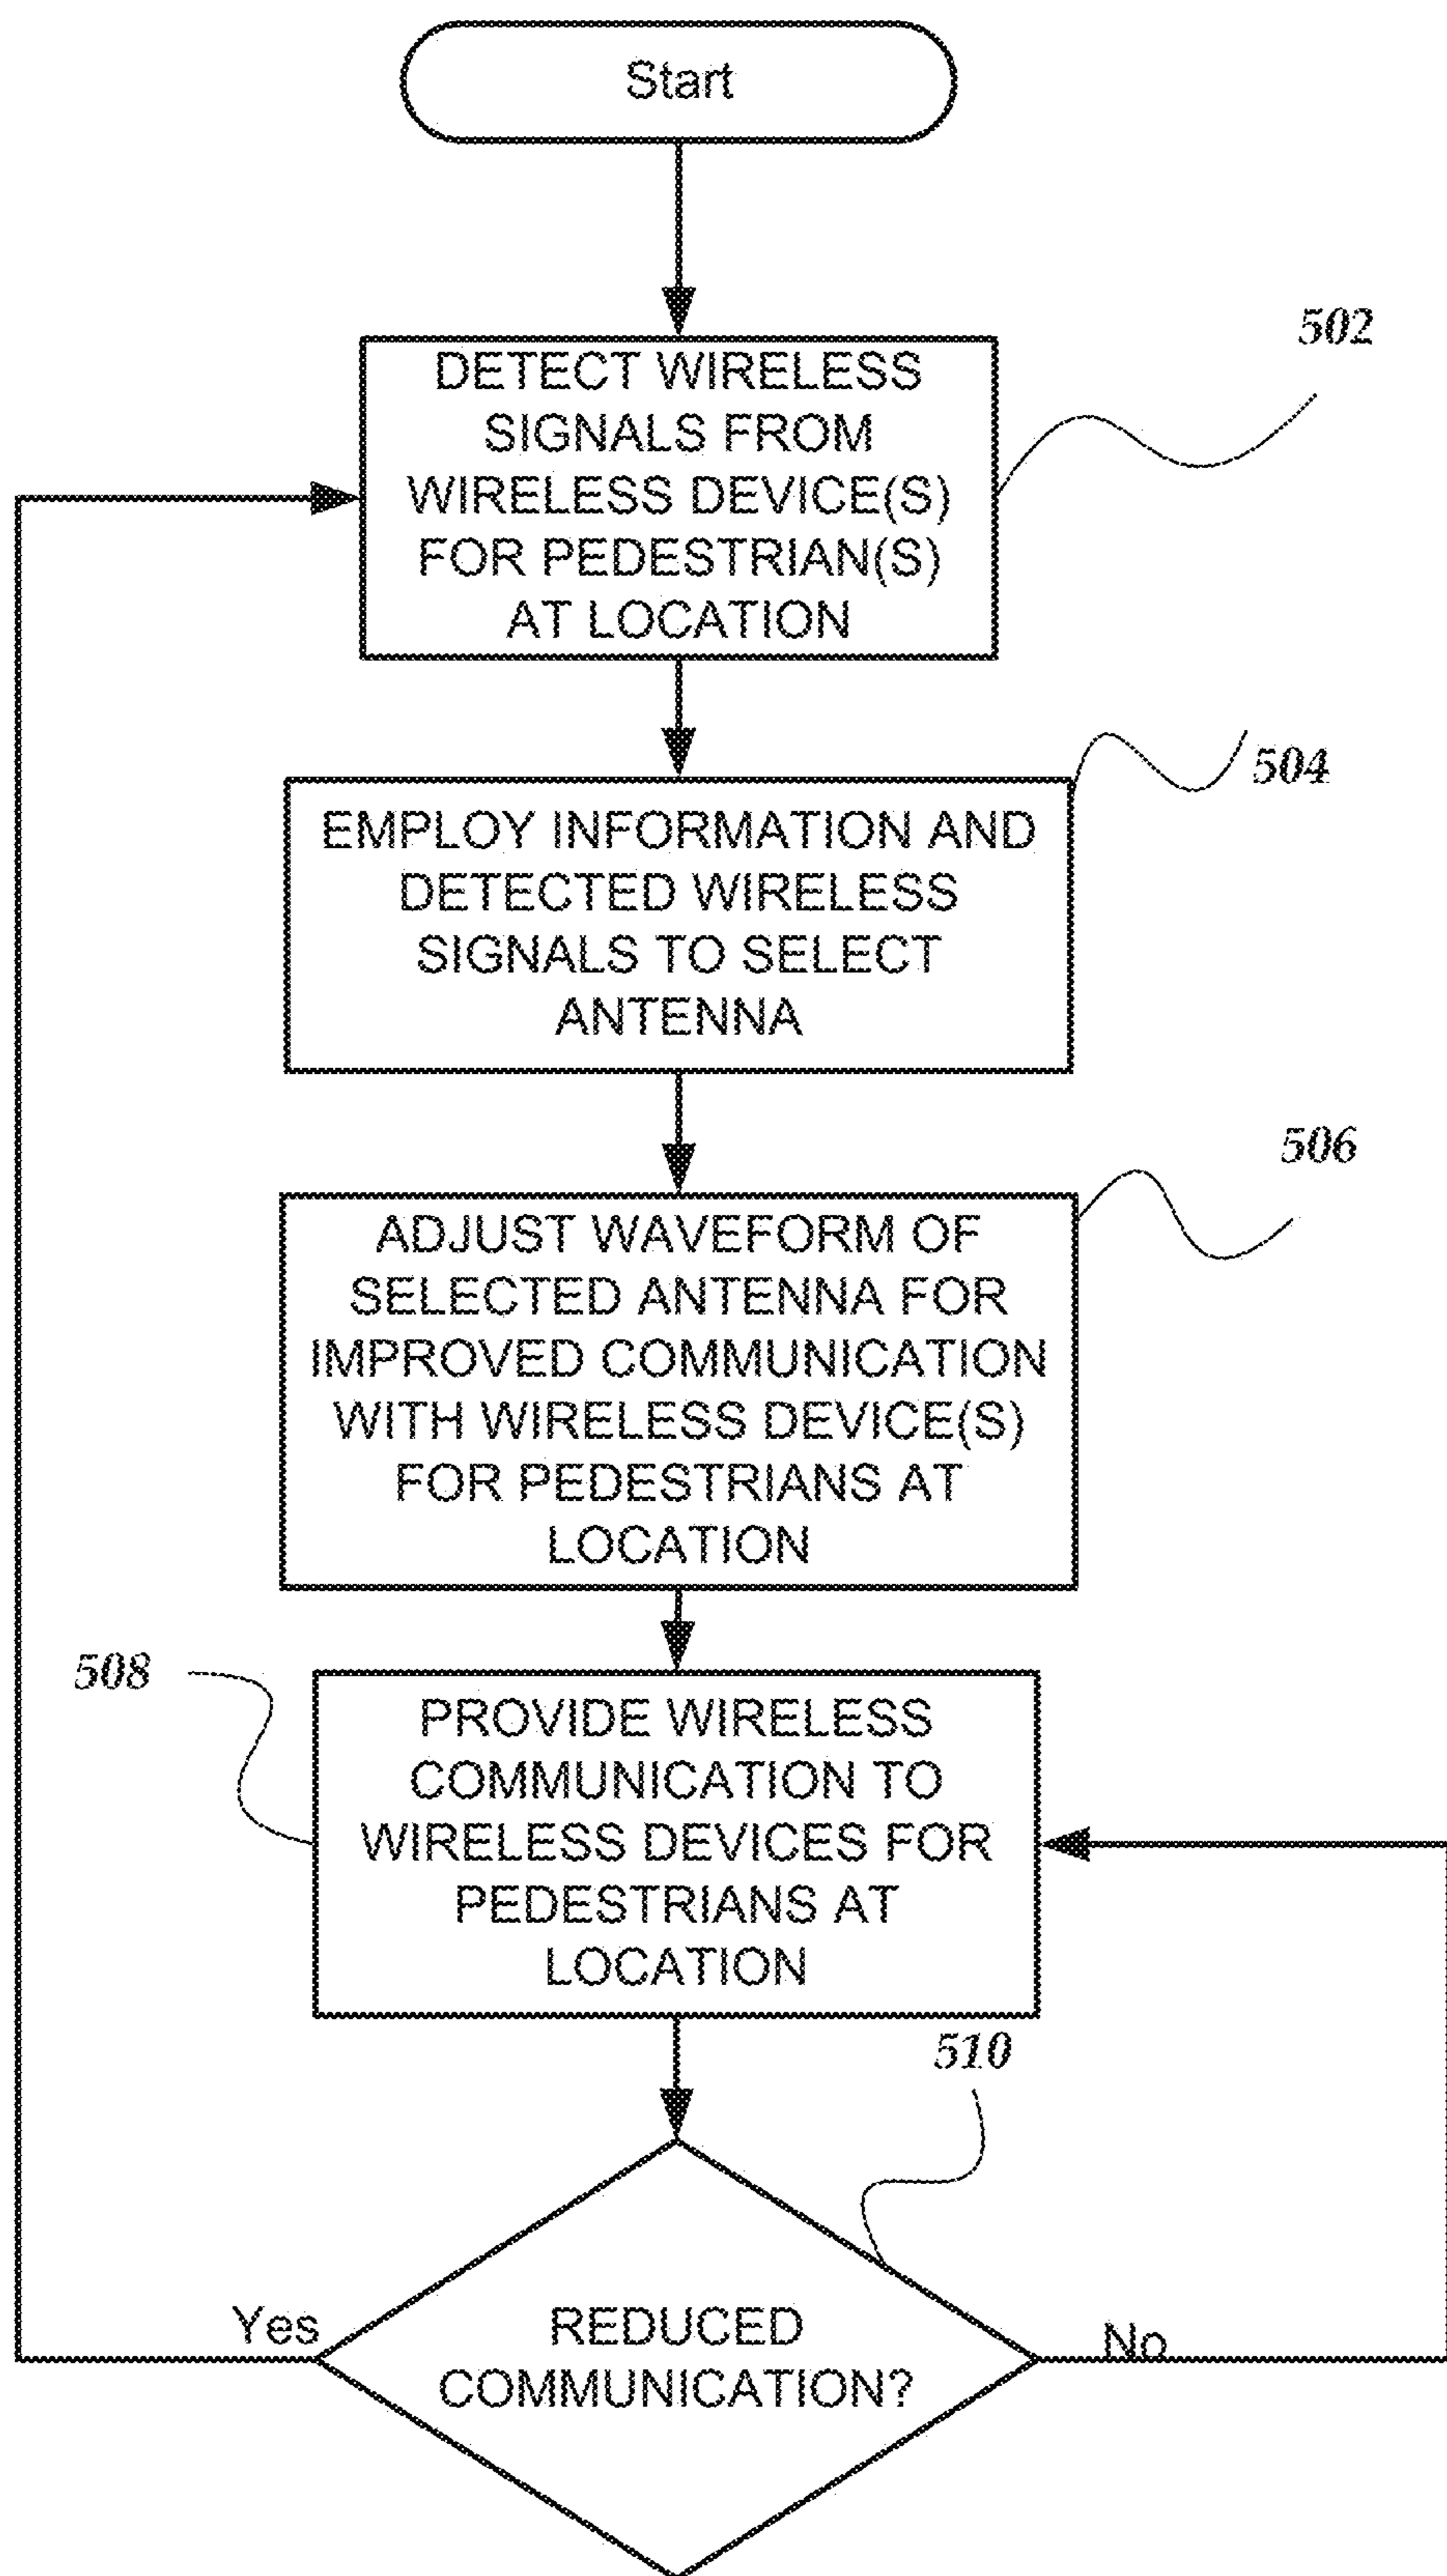 Start
502
DETECT WIRELESS
SIGNALS FROM
WIRELESS DEVICE(S)
FOR PEDESTRIAN(S)
AT LOCATION
504
EMPLOY INFORMATION AND
DETECTED WIRELESS
SIGNALS TO SELECT
ANTENNA
506
ADJUST WAVEFORM OF
SELECTED ANTENNA FOR
IMPROVED COMMUNICATION
WITH WIRELESS DEVICE(S)
FOR PEDESTRIANS AT
LOCATION
508
PROVIDE WIRELESS
COMMUNICATION TO
WIRELESS DEVICES FOR
PEDESTRIANS AT
LOCATION
510
Yes
REDUCED
COMMUNICATION?
No